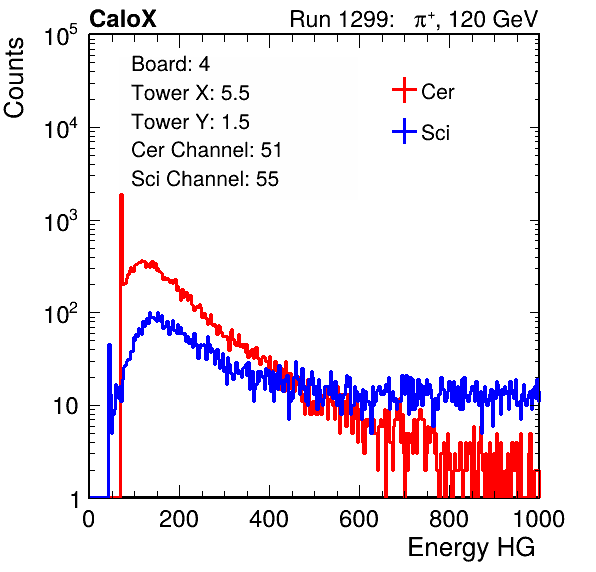 CaloX Run 1299: π⁺, 120 GeV
Counts
10⁵
10⁴
10³
10²
10
1
Board: 4
Tower X: 5.5
Tower Y: 1.5
Cer Channel: 51
Sci Channel: 55
Cer
Sci
0 200 400 600 800 1000
Energy HG